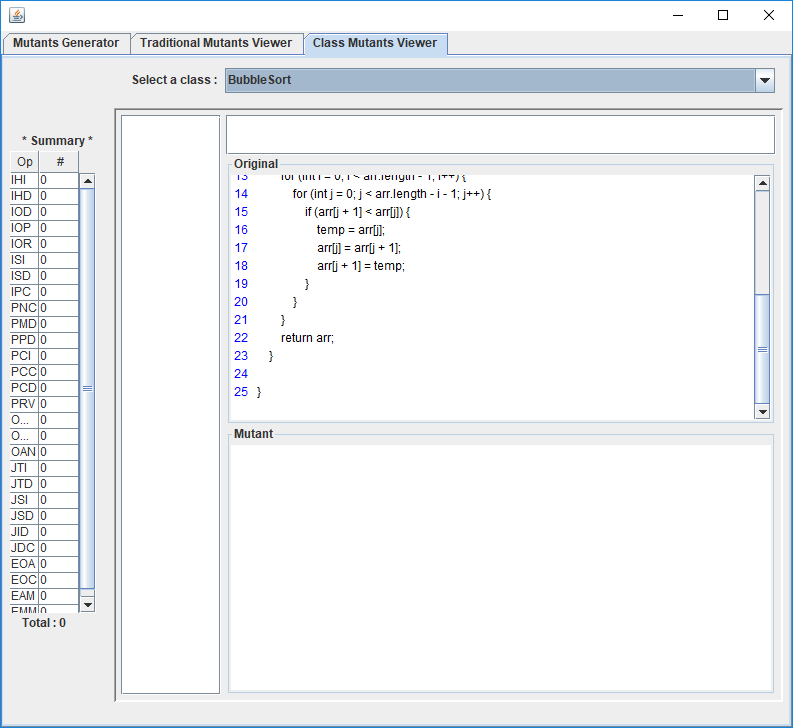 Mutants Generator Traditional Mutants Viewer Class Mutants Viewer
Select a class : BubbleSort
* Summary *
Op #
IHI 0
IHD 0
IOD 0
IOP 0
IOR 0
ISI 0
ISD 0
IPC 0
PNC 0
PMD 0
PPD 0
PCI 0
PCC 0
PCD 0
PRV 0
O... 0
O... 0
OAN 0
JTI 0
JTD 0
JSI 0
JSD 0
JID 0
JDC 0
EOA 0
EOC 0
EAM 0
EMM 0
Total : 0
Original
13 for (int i = 0; i < arr.length - 1; i++) {
14 for (int j = 0; j < arr.length - i - 1; j++) {
15 if (arr[j + 1] < arr[j]) {
16 temp = arr[j];
17 arr[j] = arr[j + 1];
18 arr[j + 1] = temp;
19 }
20 }
21 }
22 return arr;
23 }
24
25 }
Mutant